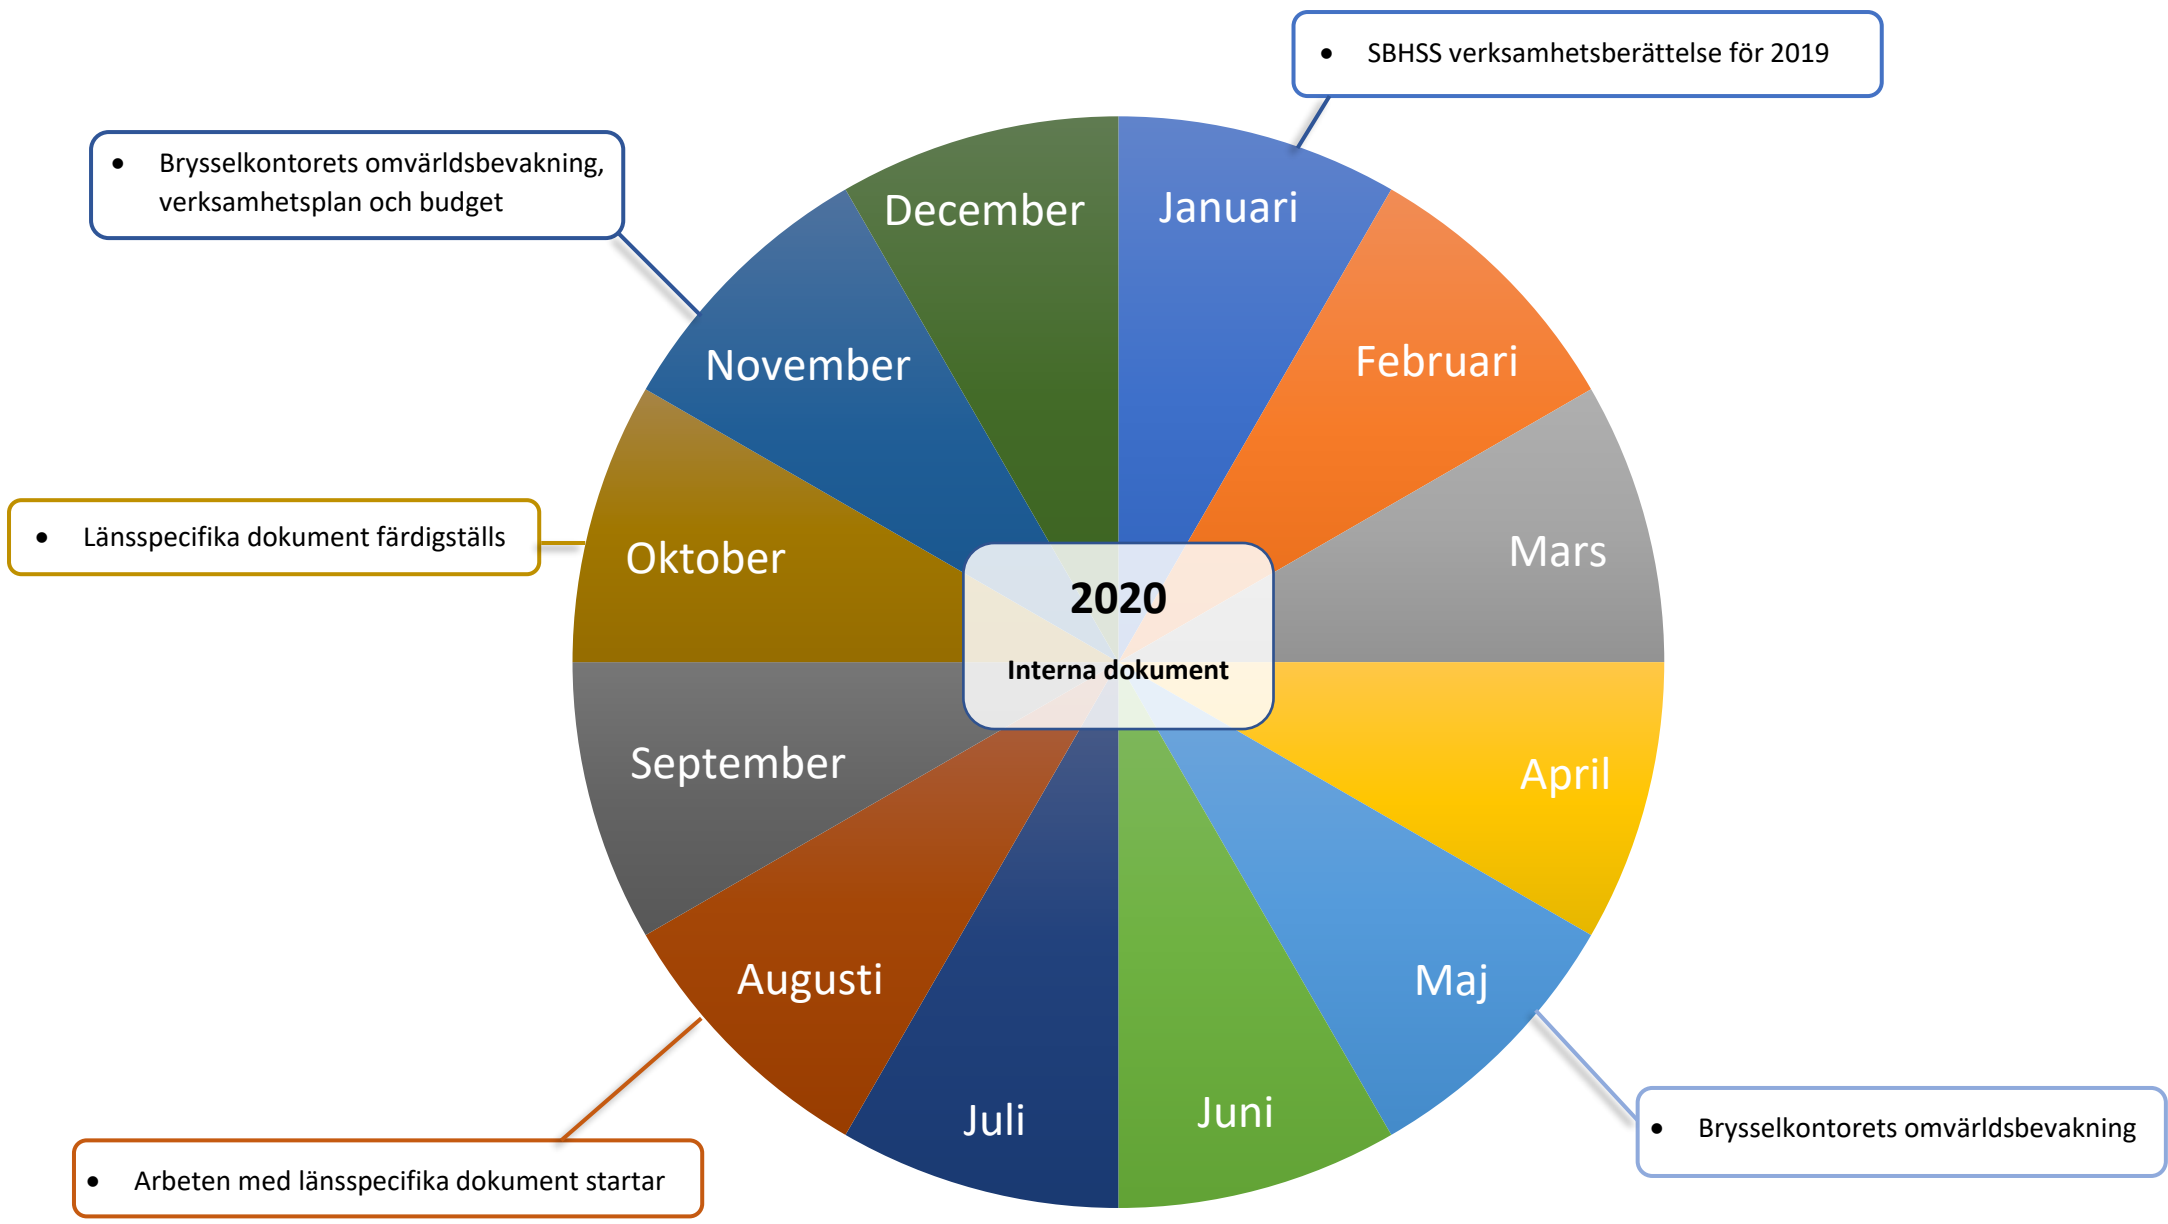 • SBHSS verksamhetsberättelse för 2019
• Brysselkontorets omvärldsbevakning,
verksamhetsplan och budget
December
Januari
November
Februari
• Länsspecifika dokument färdigställs
Oktober
Mars
2020
Interna dokument
September
April
Augusti
Maj
Juli
Juni
• Brysselkontorets omvärldsbevakning
• Arbeten med länsspecifika dokument startar